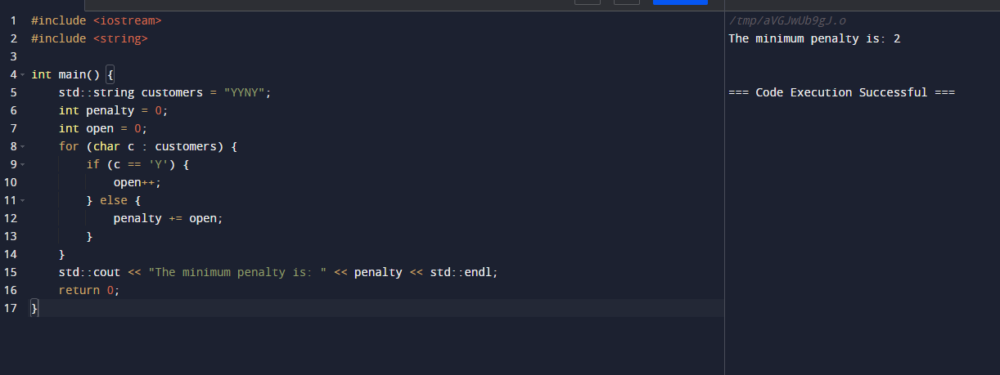 1 #include <iostream>
2 #include <string>
3
4 int main() {
5     std::string customers = "YYNY";
6     int penalty = 0;
7     int open = 0;
8     for (char c : customers) {
9         if (c == 'Y') {
10             open++;
11         } else {
12             penalty += open;
13         }
14     }
15     std::cout << "The minimum penalty is: " << penalty << std::endl;
16     return 0;
17 }
/tmp/aVGJwUb9gJ.o
The minimum penalty is: 2
=== Code Execution Successful ===